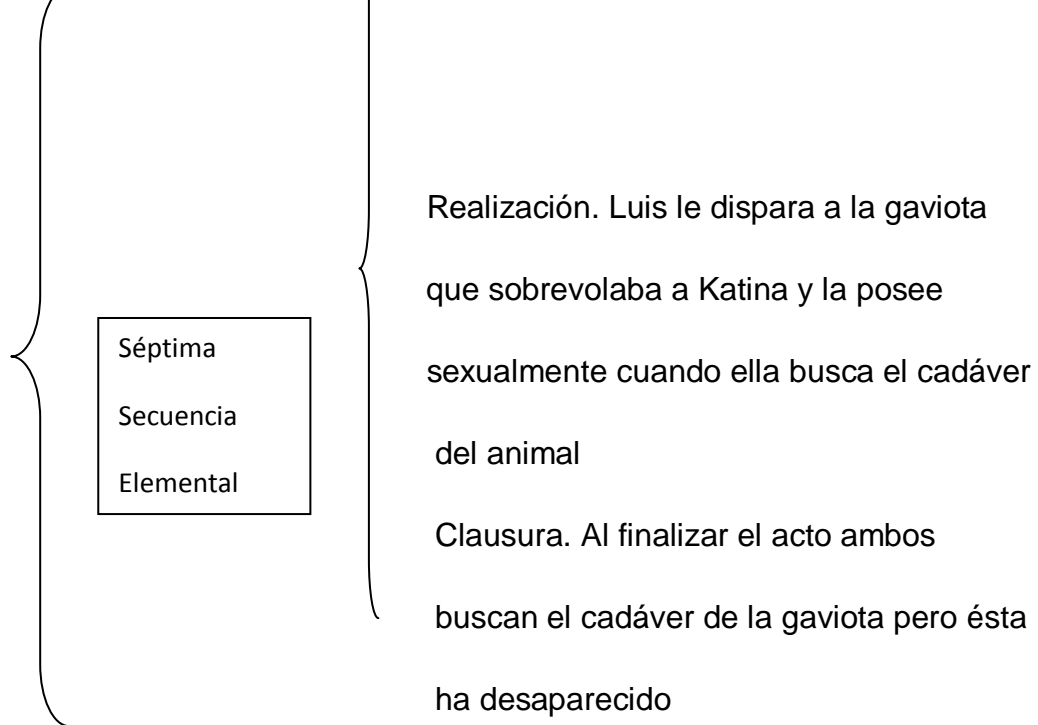 Séptima
Secuencia
Elemental
Realización. Luis le dispara a la gaviota
que sobrevolaba a Katina y la posee
sexualmente cuando ella busca el cadáver
del animal
Clausura. Al finalizar el acto ambos
buscan el cadáver de la gaviota pero ésta
ha desaparecido